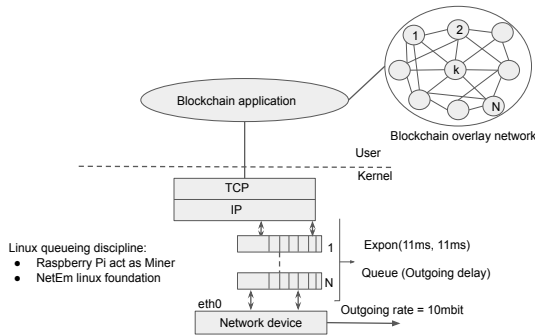 1
2
k
N
Blockchain application
Blockchain overlay network
User
Kernel
TCP
IP
1
Expon(11ms, 11ms)
Linux queueing discipline:
● Raspberry Pi act as Miner
● NetEm linux foundation
Queue (Outgoing delay)
N
eth0
Outgoing rate = 10mbit
Network device